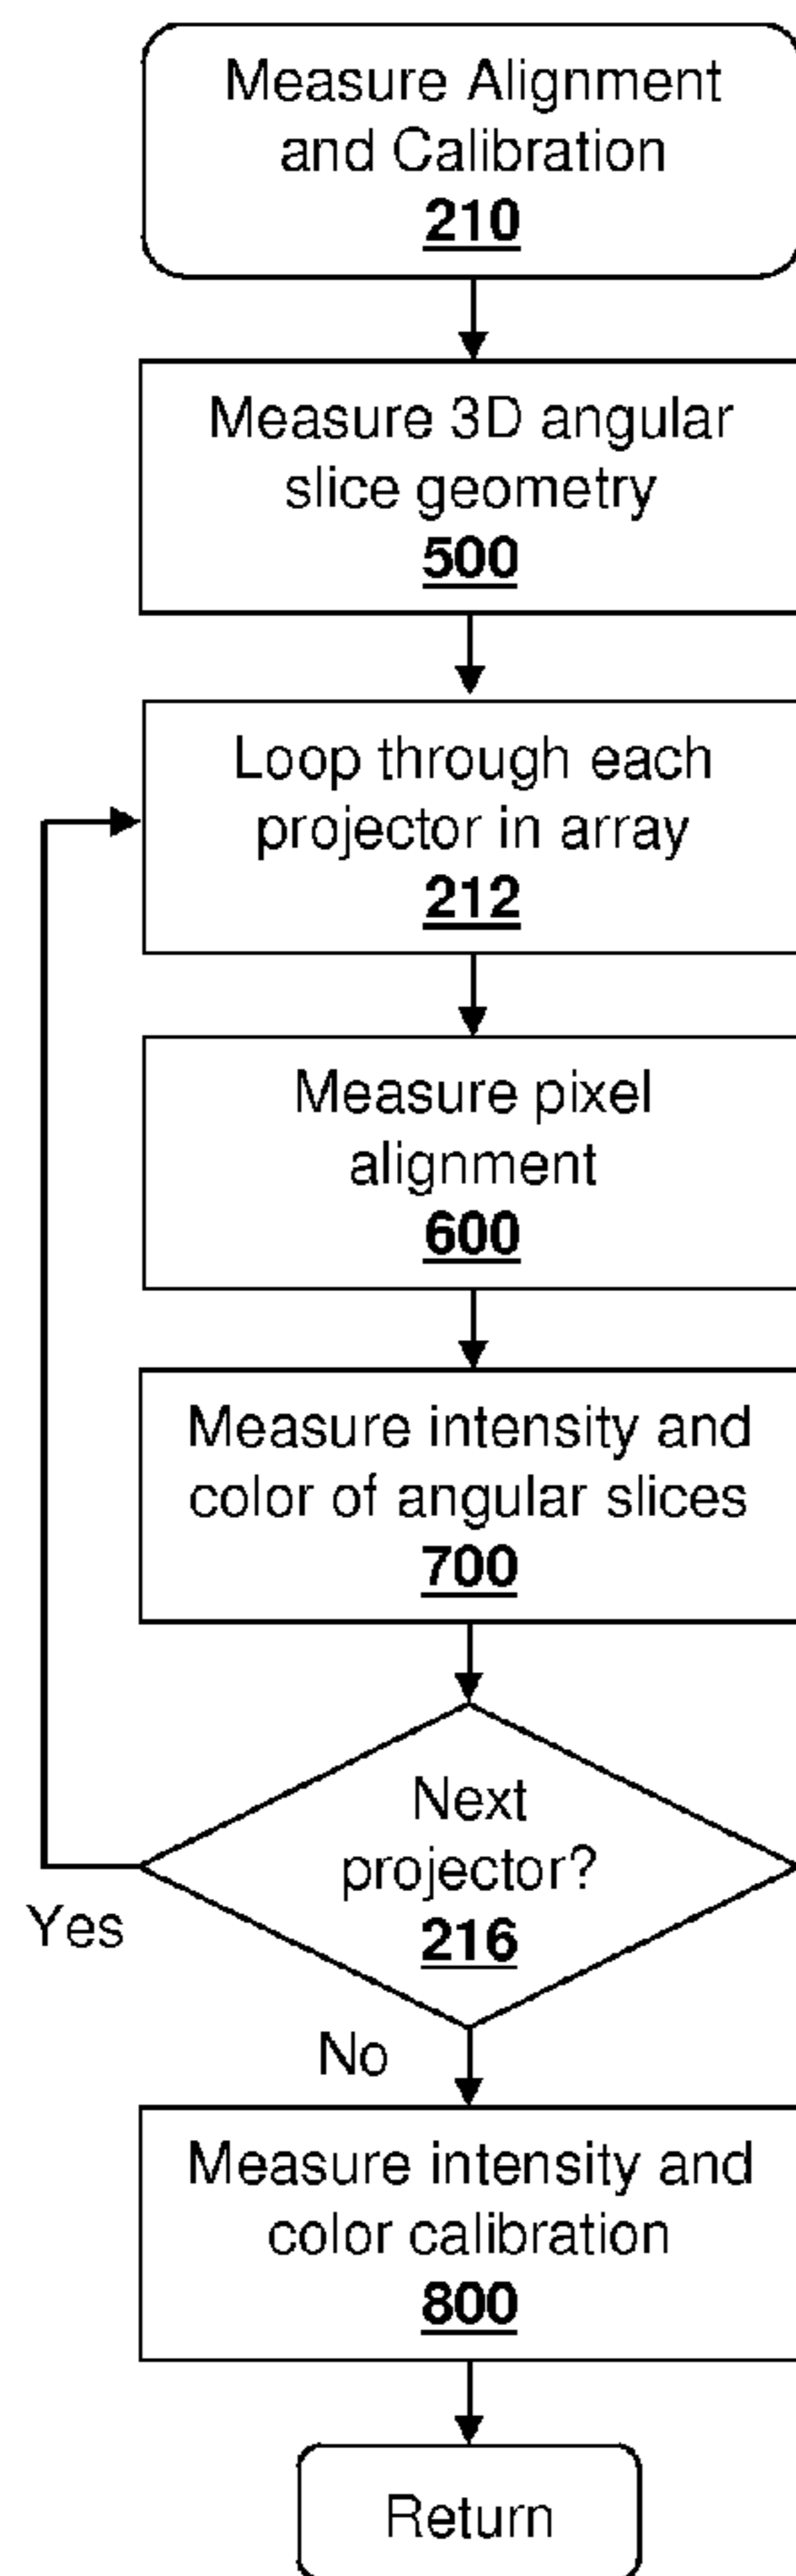 Measure Alignment
and Calibration
210
Measure 3D angular
slice geometry
500
Loop through each
projector in array
212
Measure pixel
alignment
600
Measure intensity and
color of angular slices
700
Next
projector?
216
Yes
No
Measure intensity and
color calibration
800
Return